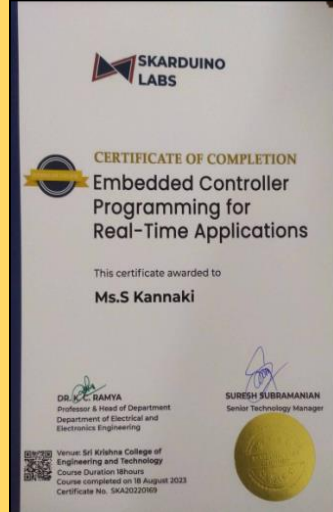 SKARDUINO
LABS
CERTIFICATE OF COMPLETION
Embedded Controller
Programming for
Real-Time Applications
This certificate awarded to
Ms.S Kannaki
DR. K. C. RAMYA
Professor & Head of Department
Department of Electrical and
Electronics Engineering
SURESH SUBRAMANIAN
Senior Technology Manager
Venue: Sri Krishna College of
Engineering and Technology
Course Duration 18hours
Course completed on 18 August 2023
Certificate No. SKA20220169